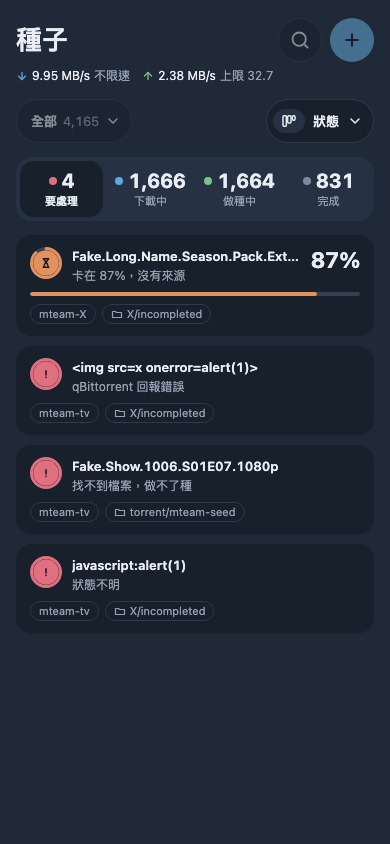 種子
9.95 MB/s 不限速 2.38 MB/s 上限 32.7
全部 4,165 狀態
4 1,666 1,664 831
要處理 下載中 做種中 完成
Fake.Long.Name.Season.Pack.Ext... 87%
卡在 87%，沒有來源
mteam-X X/incompleted
! <img src=x onerror=alert(1)>
qBittorrent 回報錯誤
mteam-tv X/incompleted
! Fake.Show.1006.S01E07.1080p
找不到檔案，做不了種
mteam-tv torrent/mteam-seed
! javascript:alert(1)
狀態不明
mteam-tv X/incompleted